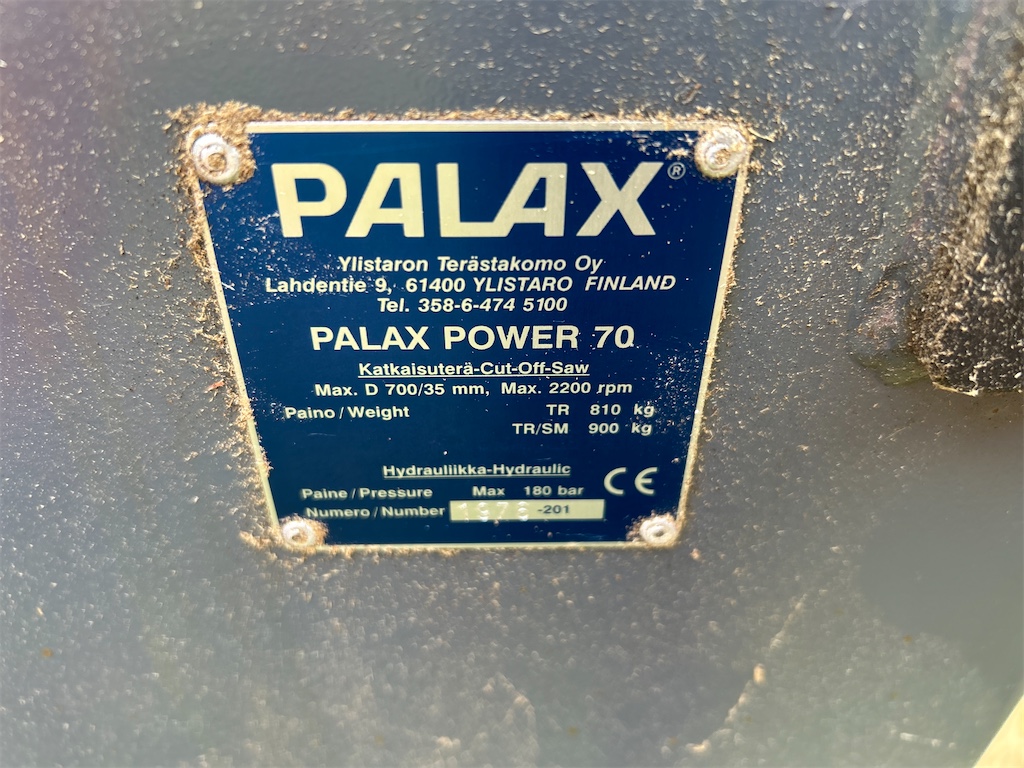 PALAX®
Ylistaron Terästakomo Oy
Lahdentie 9, 61400 YLISTARO FINLAND
Tel. 358-6-474 5100
PALAX POWER 70
Katkaisuterä-Cut-Off-Saw
Max. D 700/35 mm, Max. 2200 rpm
Paino / Weight TR 810 kg
TR/SM 900 kg
Hydrauliikka-Hydraulic
CE
Paine / Pressure Max 180 bar
Numero / Number -201